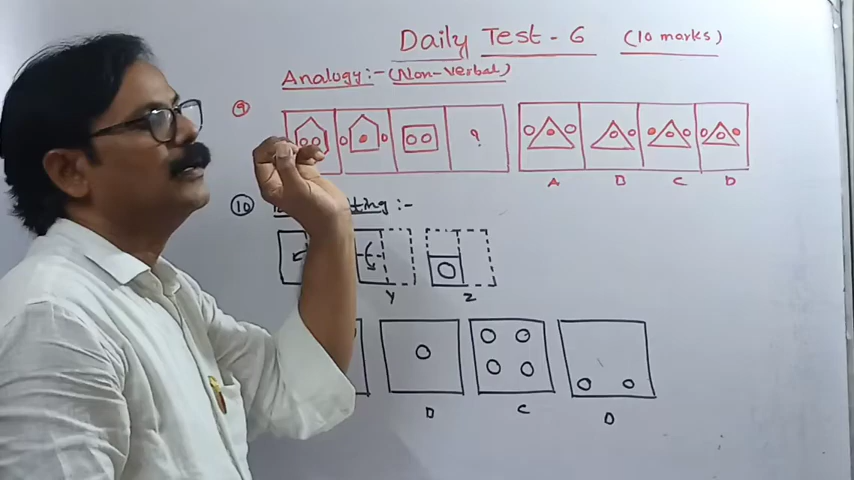 Daily Test - 6 (10 marks)
Analogy:- (Non-Verbal)
9
?
A B C D
10 :-
Y Z
D C D